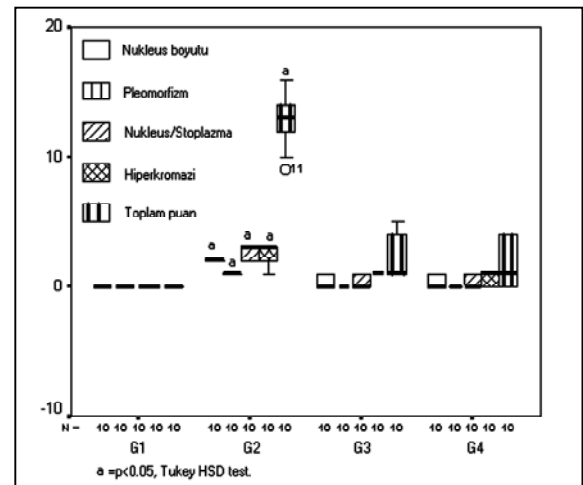 20
Nukleus boyutu
a
Pleomorfizm
Nukleus/Stoplazma
10
O11
Hiperkromazi
Toplam puan
a a a a
0
-10
N = 10 10 10 10 10 10 10 10 10 10 10 10 10 10 10 10 10 10 10 10
G1 G2 G3 G4
a =p<0.05, Tukey HSD test.